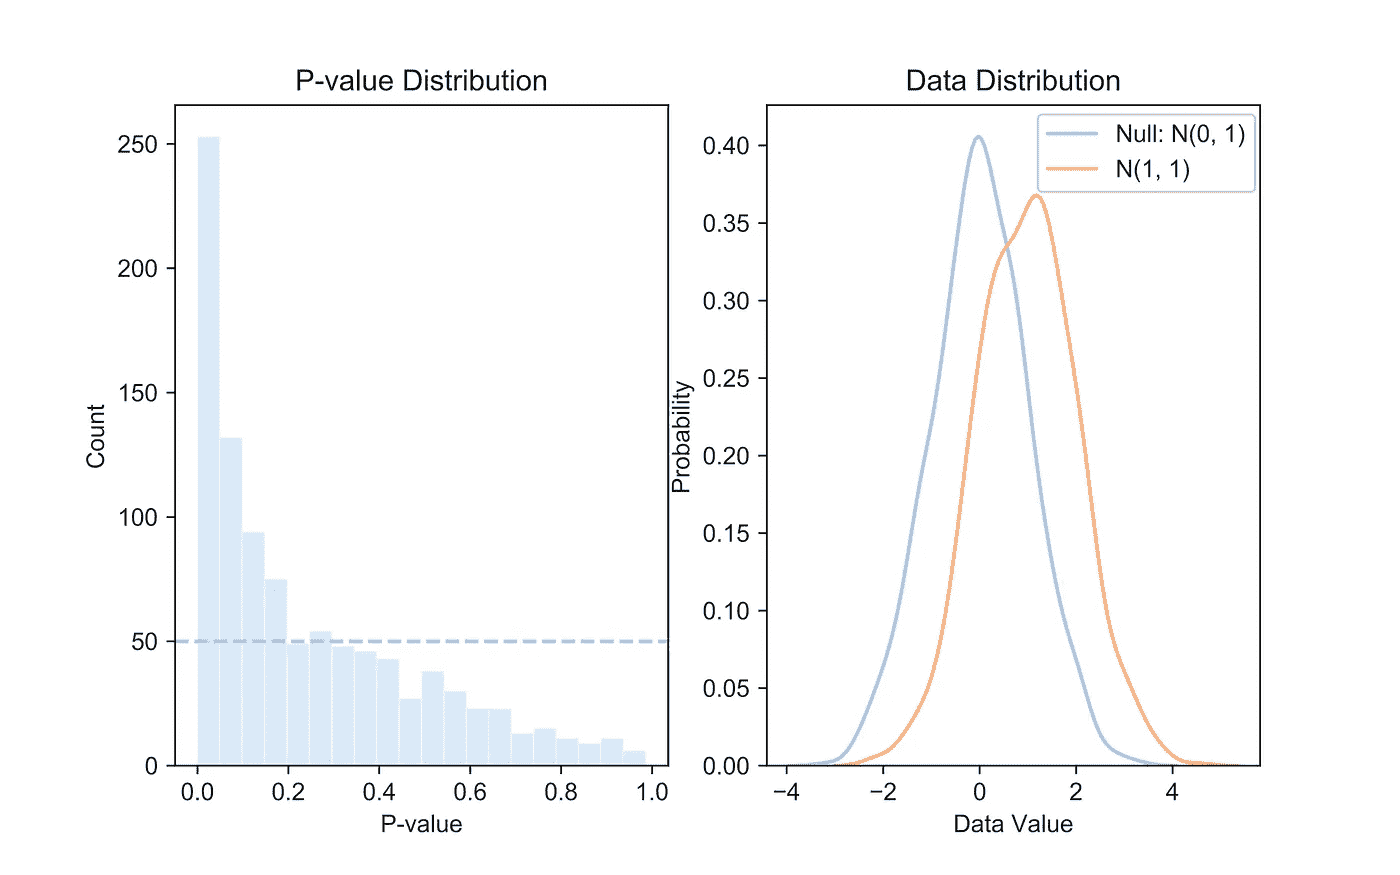 P-value Distribution
250
200
150
100
50
0
Count
0.0 0.2 0.4 0.6 0.8 1.0
P-value
Data Distribution
Null: N(0, 1)
N(1, 1)
0.40
0.35
0.30
0.25
0.20
0.15
0.10
0.05
0.00
Probability
−4 −2 0 2 4
Data Value